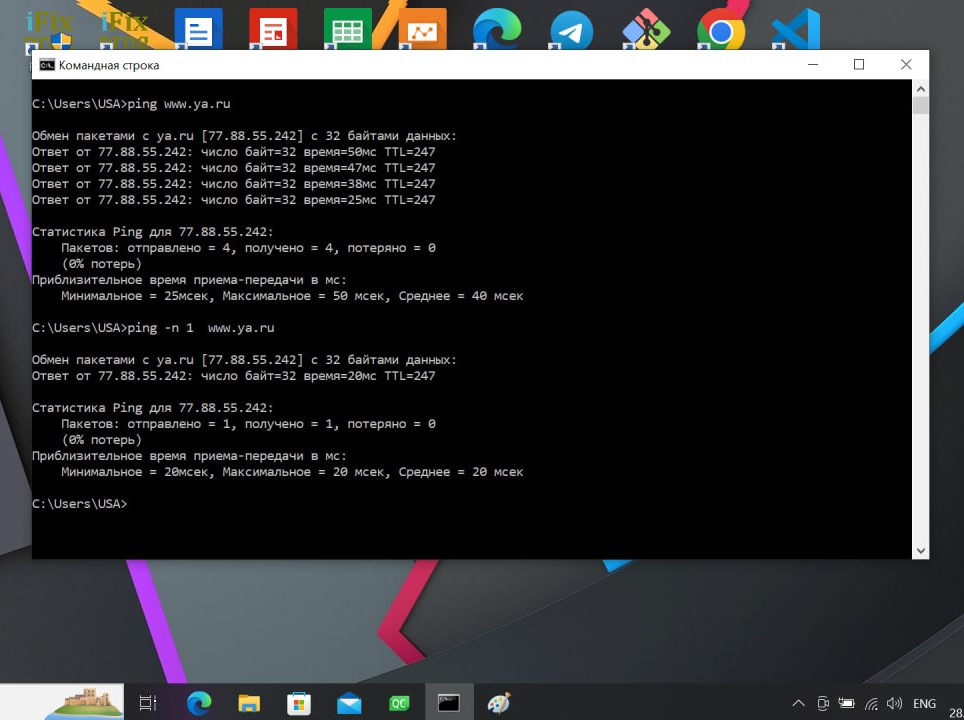 iFix
iFix
Командная строка
C:\Users\USA>ping www.ya.ru
Обмен пакетами с ya.ru [77.88.55.242] с 32 байтами данных:
Ответ от 77.88.55.242: число байт=32 время=50мс TTL=247
Ответ от 77.88.55.242: число байт=32 время=47мс TTL=247
Ответ от 77.88.55.242: число байт=32 время=38мс TTL=247
Ответ от 77.88.55.242: число байт=32 время=25мс TTL=247
Статистика Ping для 77.88.55.242:
Пакетов: отправлено = 4, получено = 4, потеряно = 0
(0% потерь)
Приблизительное время приема-передачи в мс:
Минимальное = 25мсек, Максимальное = 50 мсек, Среднее = 40 мсек
C:\Users\USA>ping -n 1  www.ya.ru
Обмен пакетами с ya.ru [77.88.55.242] с 32 байтами данных:
Ответ от 77.88.55.242: число байт=32 время=20мс TTL=247
Статистика Ping для 77.88.55.242:
Пакетов: отправлено = 1, получено = 1, потеряно = 0
(0% потерь)
Приблизительное время приема-передачи в мс:
Минимальное = 20мсек, Максимальное = 20 мсек, Среднее = 20 мсек
C:\Users\USA>
QC
ENG
28